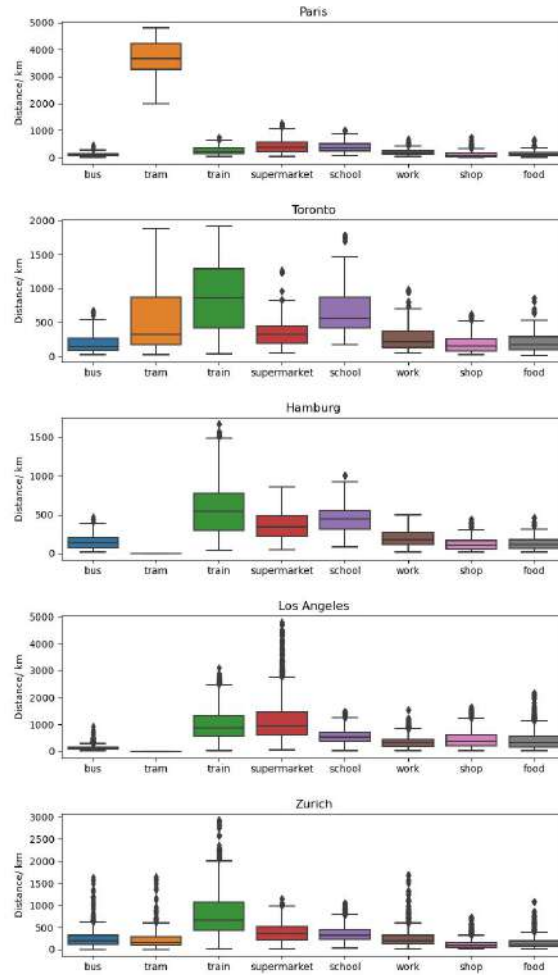 Paris
Distance/ km
5000
4000
3000
2000
1000
0
bus tram train supermarket school work shop food
Toronto
Distance/ km
2000
1500
1000
500
0
bus tram train supermarket school work shop food
Hamburg
Distance/ km
1500
1000
500
0
bus tram train supermarket school work shop food
Los Angeles
Distance/ km
5000
4000
3000
2000
1000
0
bus tram train supermarket school work shop food
Zurich
Distance/ km
3000
2500
2000
1500
1000
500
0
bus tram train supermarket school work shop food